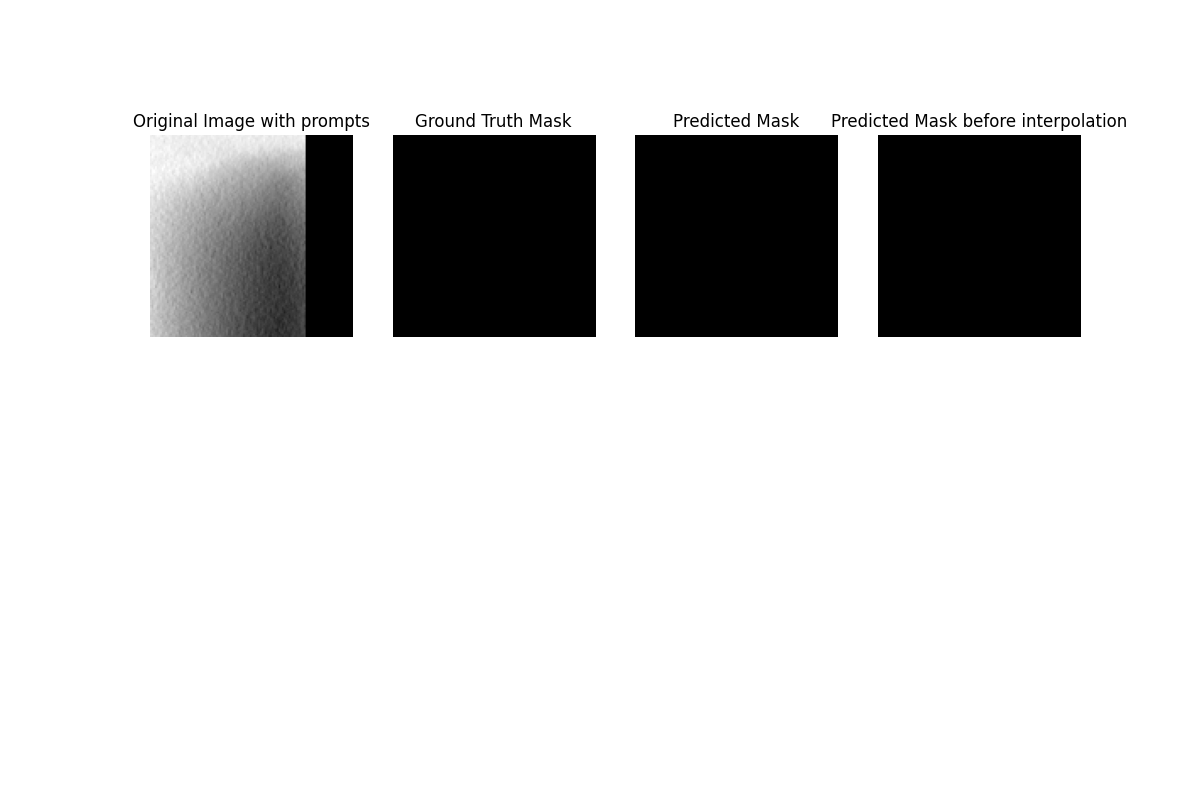 Original Image with prompts
Ground Truth Mask
Predicted Mask
Predicted Mask before interpolation